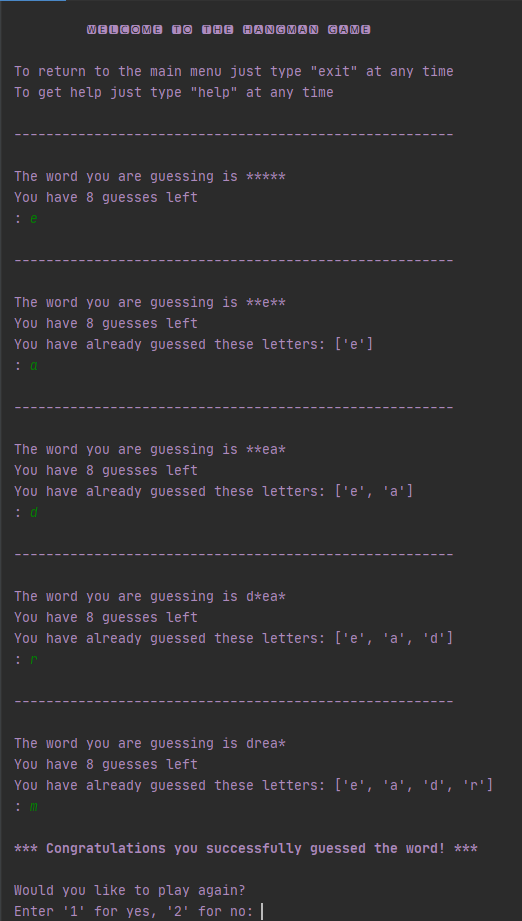 WELCOME TO THE HANGMAN GAME
To return to the main menu just type "exit" at any time
To get help just type "help" at any time
-------------------------------------------------------
The word you are guessing is *****
You have 8 guesses left
: e
-------------------------------------------------------
The word you are guessing is **e**
You have 8 guesses left
You have already guessed these letters: ['e']
: a
-------------------------------------------------------
The word you are guessing is **ea*
You have 8 guesses left
You have already guessed these letters: ['e', 'a']
: d
-------------------------------------------------------
The word you are guessing is d*ea*
You have 8 guesses left
You have already guessed these letters: ['e', 'a', 'd']
: r
-------------------------------------------------------
The word you are guessing is drea*
You have 8 guesses left
You have already guessed these letters: ['e', 'a', 'd', 'r']
: m
*** Congratulations you successfully guessed the word! ***
Would you like to play again?
Enter '1' for yes, '2' for no: